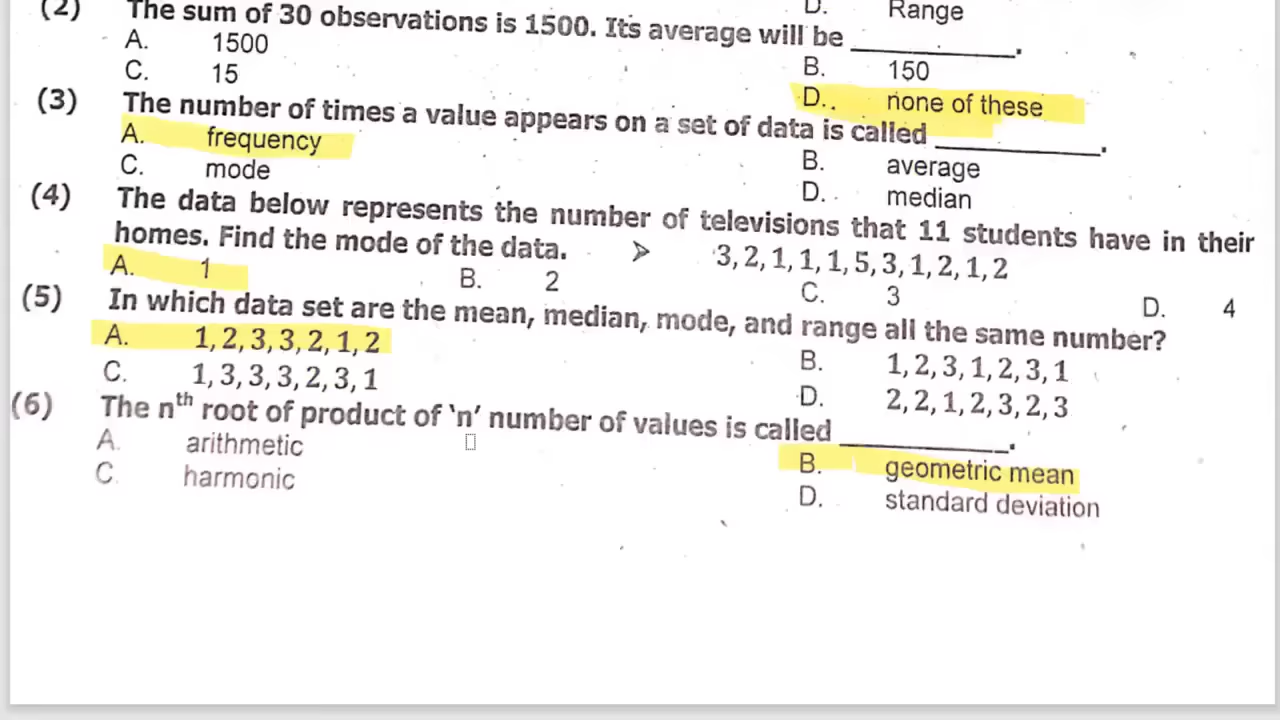 (2) The sum of 30 observations is 1500. Its average will be ___________.
D. Range
A. 1500
B. 150
C. 15
D.. none of these
(3) The number of times a value appears on a set of data is called ___________.
A. frequency
B. average
C. mode
D. median
(4) The data below represents the number of televisions that 11 students have in their
homes. Find the mode of the data. ➢ 3, 2, 1, 1, 1, 5, 3, 1, 2, 1, 2
A. 1 B. 2 C. 3 D. 4
(5) In which data set are the mean, median, mode, and range all the same number?
A. 1, 2, 3, 3, 2, 1, 2
B. 1, 2, 3, 1, 2, 3, 1
C. 1, 3, 3, 3, 2, 3, 1
D. 2, 2, 1, 2, 3, 2, 3
(6) The nth root of product of ‘n’ number of values is called ___________.
A. arithmetic
B. geometric mean
C. harmonic
D. standard deviation